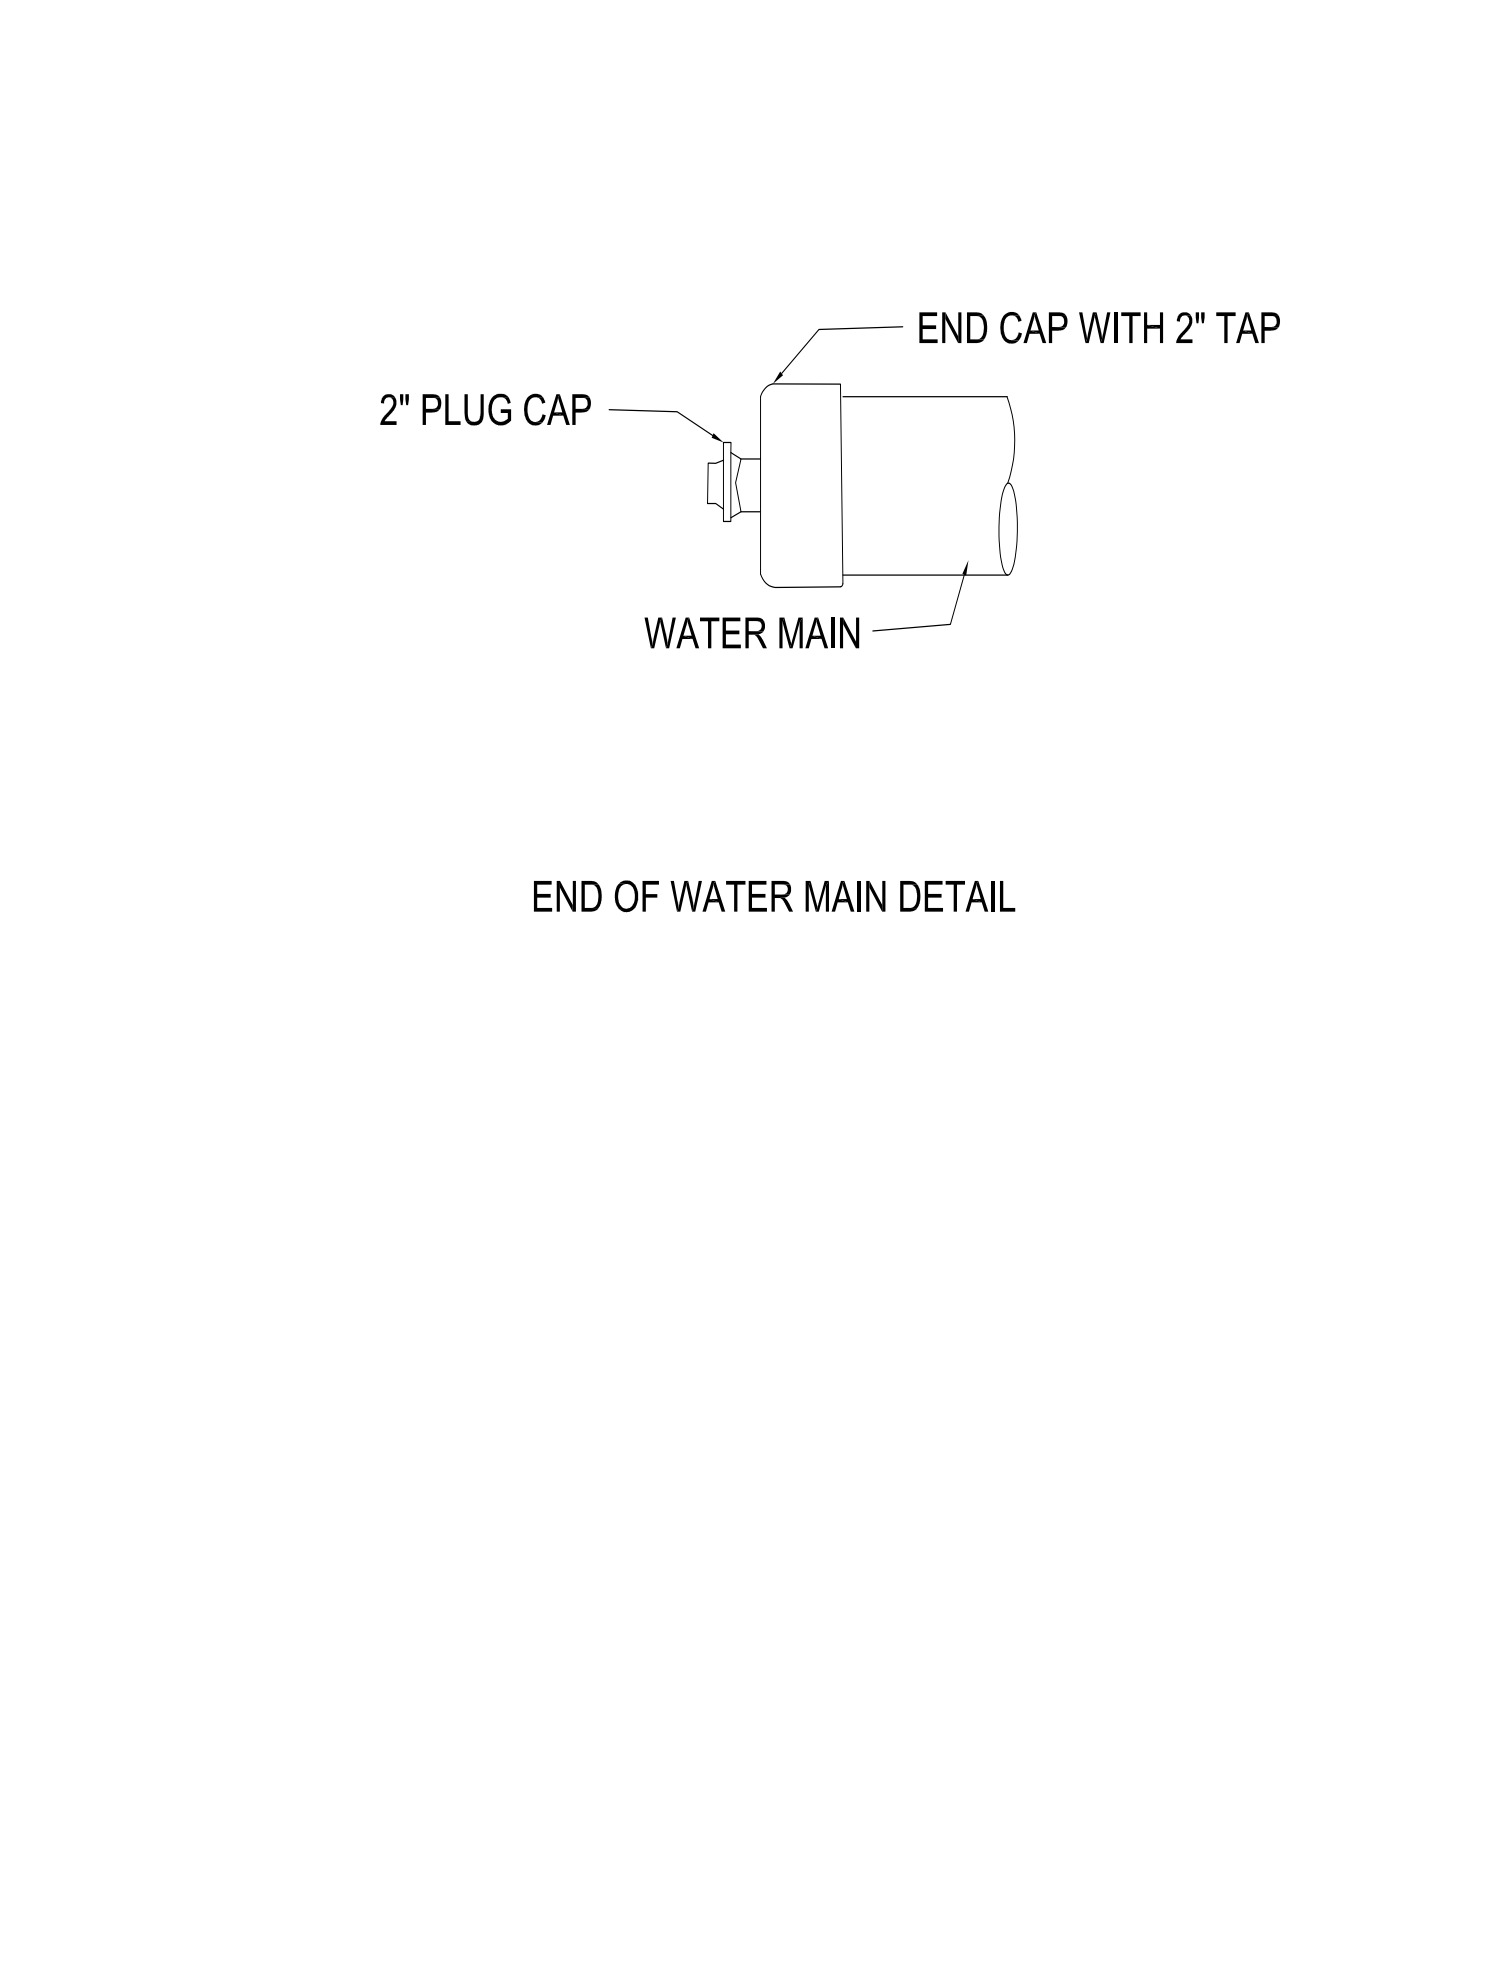 END CAP WITH 2" TAP
2" PLUG CAP
WATER MAIN
END OF WATER MAIN DETAIL